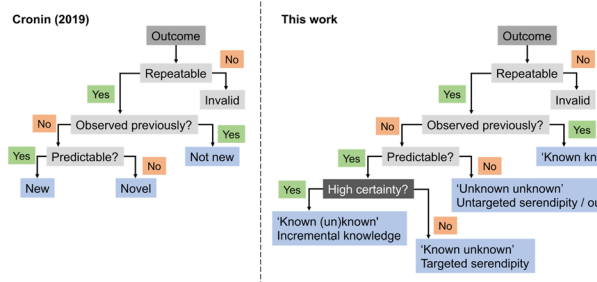 Cronin (2019)
Outcome
Repeatable
No
Yes
Invalid
No
Observed previously?
Yes
Yes
Predictable?
No
Not new
New
Novel
This work
Outcome
Repeatable
No
Yes
Invalid
No
Observed previously?
Yes
Yes
Predictable?
No
'Known
Yes
High certainty?
'Unknown unknown'
Untargeted serendipity /
'Known (un)known'
Incremental knowledge
No
'Known unknown'
Targeted serendipity